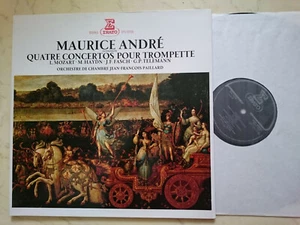 ERATO
MAURICE ANDRÉ
QUATRE CONCERTOS POUR TROMPETTE
L. MOZART · M. HAYDN · J.F. FASCH · G.P. TELEMANN
ORCHESTRE DE CHAMBRE JEAN-FRANÇOIS PAILLARD